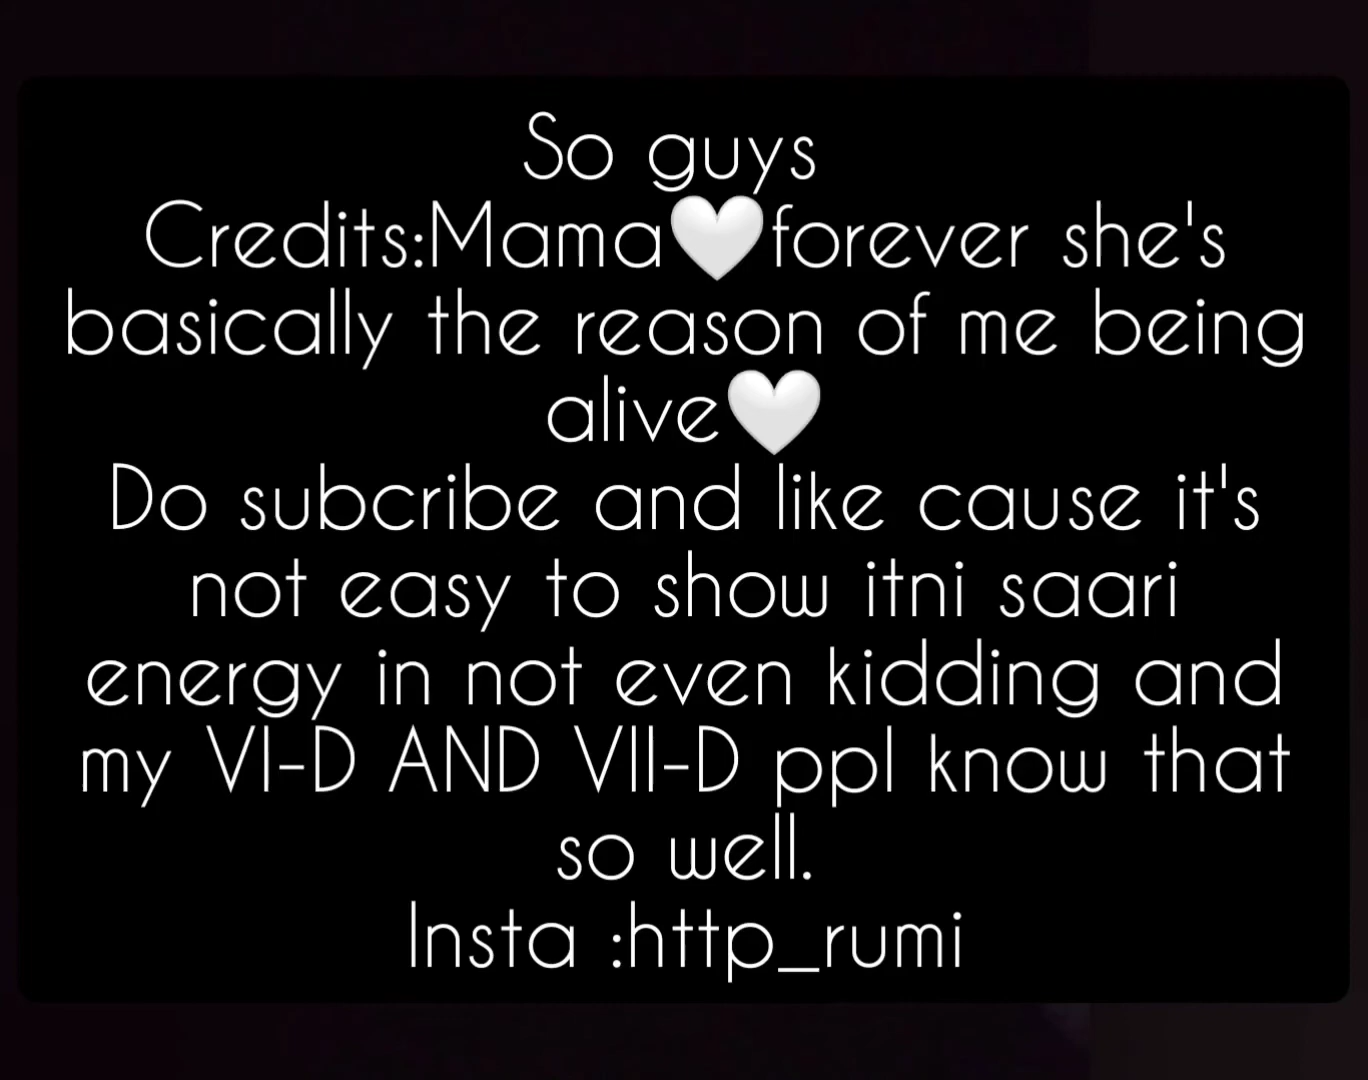 So guys
Credits:Mama🤍forever she's
basically the reason of me being
alive🤍
Do subcribe and like cause it's
not easy to show itni saari
energy in not even kidding and
my VI-D AND VII-D ppl know that
so well.
Insta :http_rumi